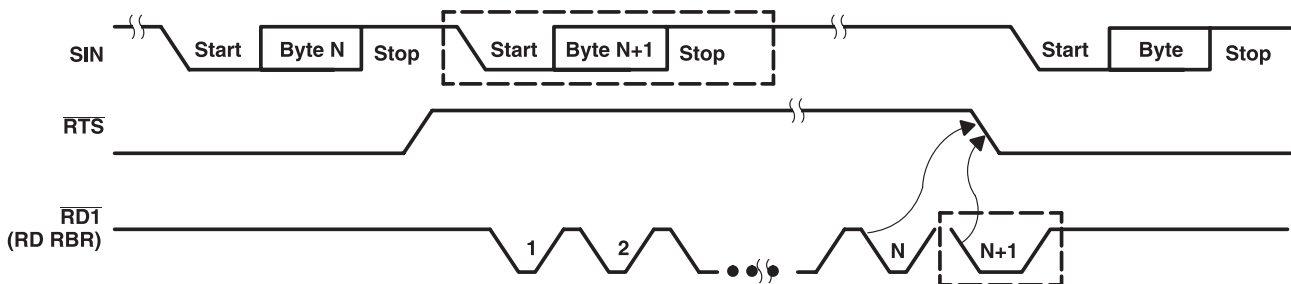 SIN Start Byte N Stop Start Byte N+1 Stop Start Byte Stop
RTS
RD1
(RD RBR)
1 2 N N+1